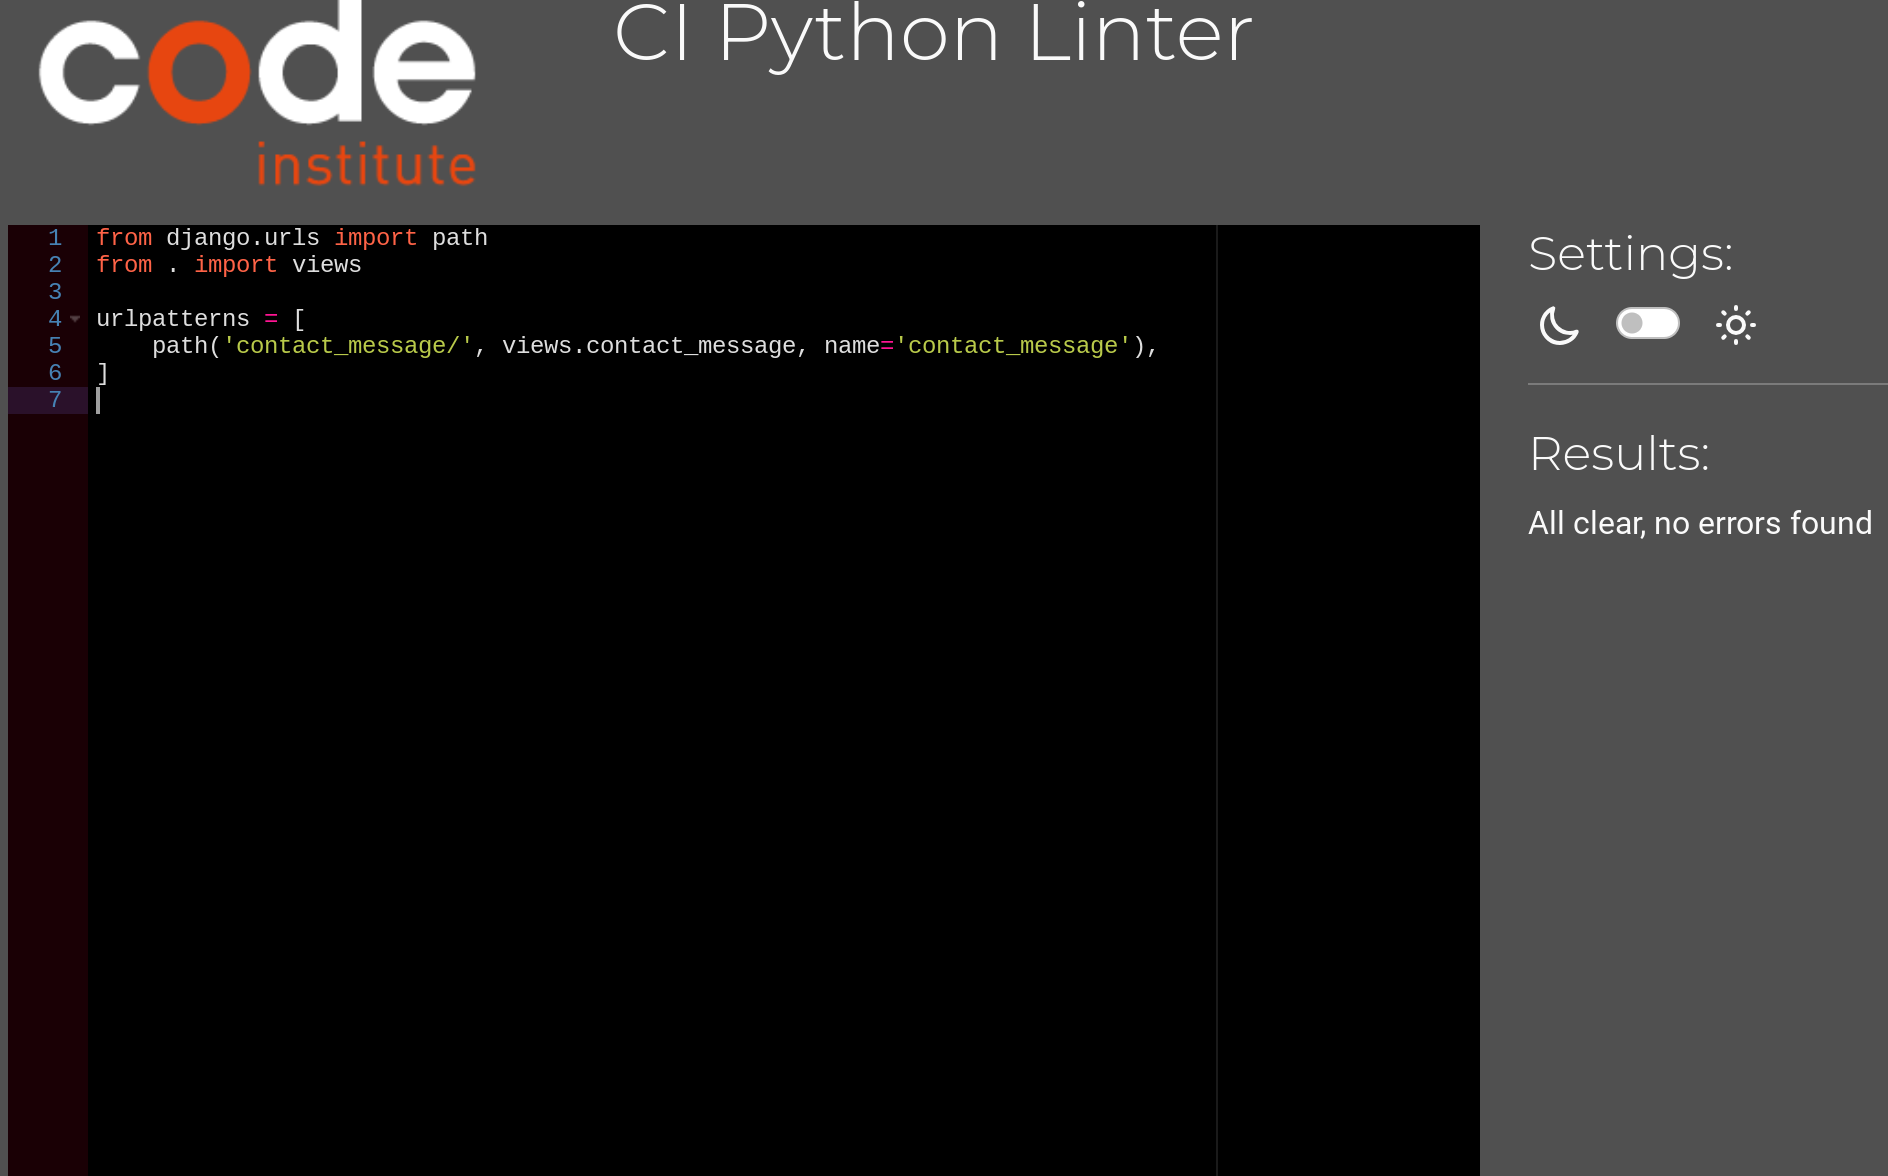 code
institute
CI Python Linter
1 from django.urls import path
2 from . import views
3
4 urlpatterns = [
5     path('contact_message/', views.contact_message, name='contact_message'),
6 ]
7
Settings:
Results:
All clear, no errors found